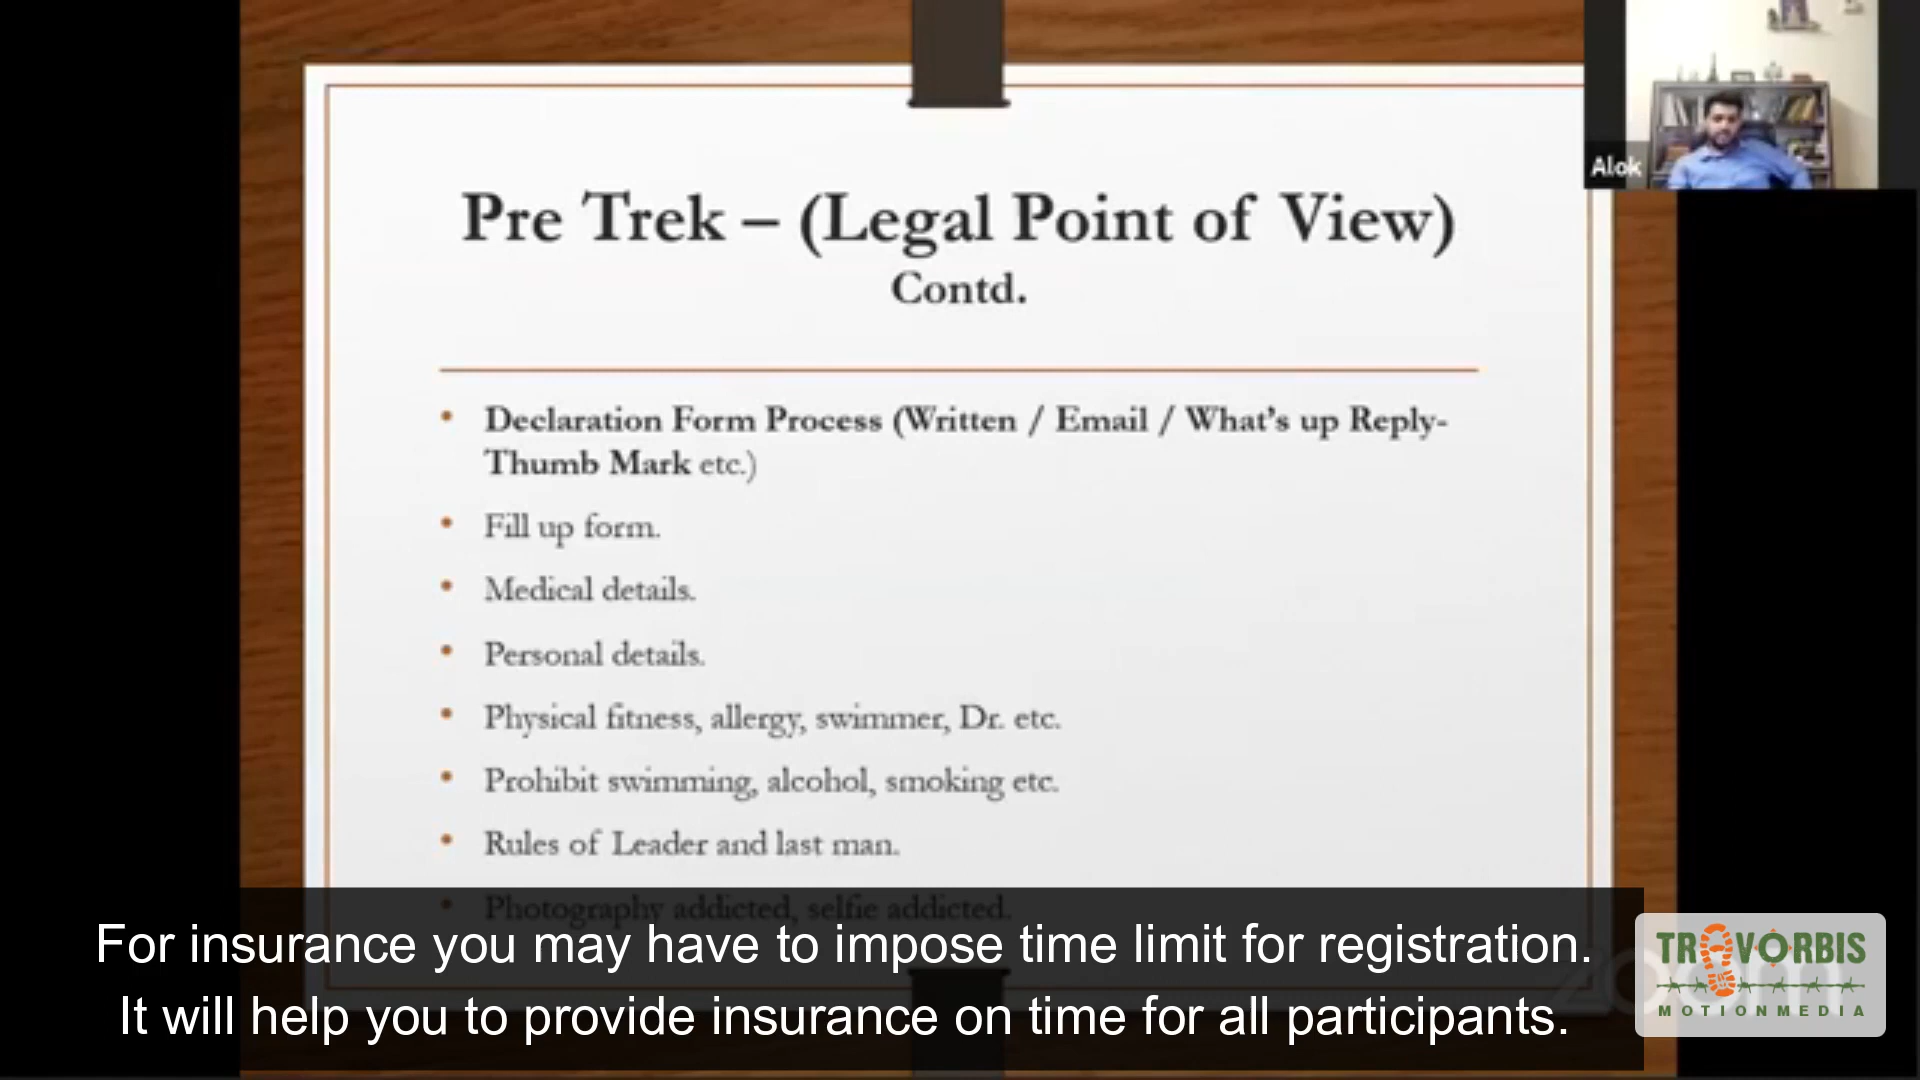 Alok
Pre Trek – (Legal Point of View)
Contd.
• Declaration Form Process (Written / Email / What's up Reply-
Thumb Mark etc.)
• Fill up form.
• Medical details.
• Personal details.
• Physical fitness, allergy, swimmer, Dr. etc.
• Prohibit swimming, alcohol, smoking etc.
• Rules of Leader and last man.
• Photography addicted, selfie addicted.
For insurance you may have to impose time limit for registration.
It will help you to provide insurance on time for all participants.
zoom
TRAVORBIS
MOTIONMEDIA